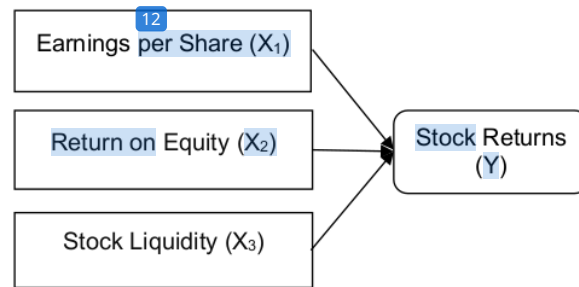 12
Earnings per Share (X₁)
Return on Equity (X₂)
Stock Returns
(Y)
Stock Liquidity (X₃)